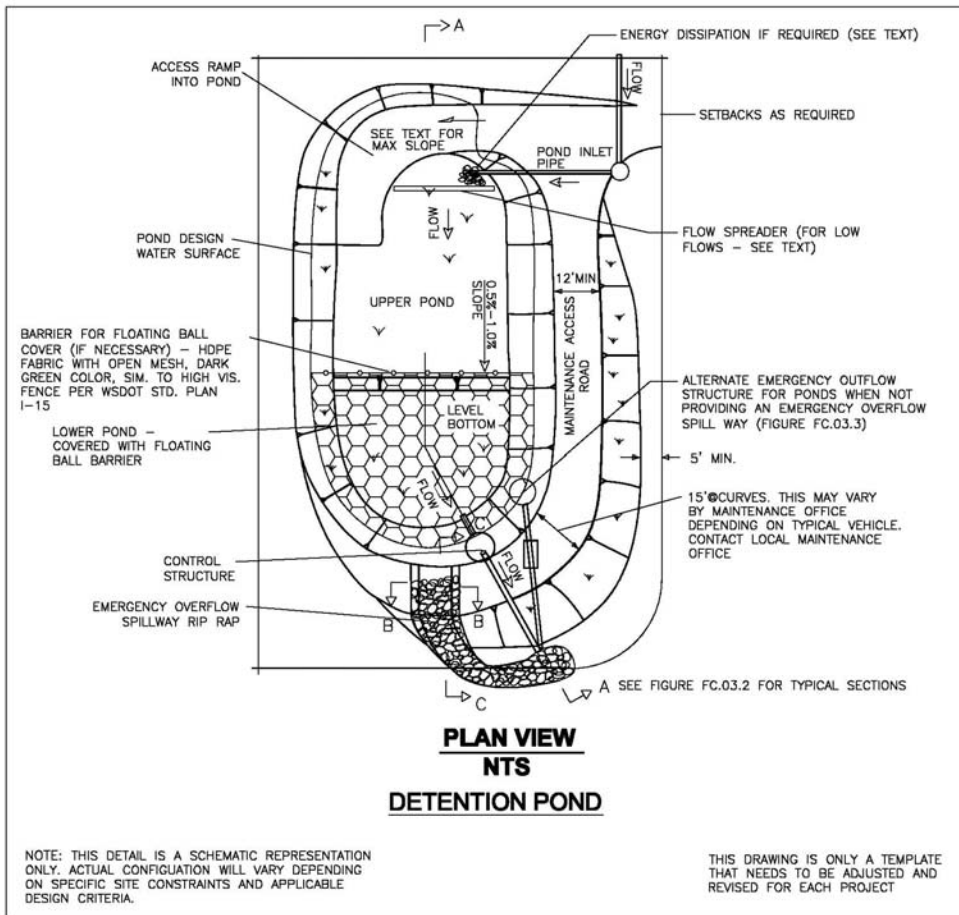 A
ENERGY DISSIPATION IF REQUIRED (SEE TEXT)
ACCESS RAMP
INTO POND
FLOW
SETBACKS AS REQUIRED
SEE TEXT FOR
MAX SLOPE
POND INLET
PIPE
FLOW
FLOW SPREADER (FOR LOW
FLOWS - SEE TEXT)
POND DESIGN
WATER SURFACE
12'MIN
UPPER POND
0.5%-1.0%
SLOPE
MAINTENANCE ACCESS
ROAD
BARRIER FOR FLOATING BALL
COVER (IF NECESSARY) - HDPE
FABRIC WITH OPEN MESH, DARK
GREEN COLOR, SIM. TO HIGH VIS.
FENCE PER WSDOT STD. PLAN
I-15
ALTERNATE EMERGENCY OUTFLOW
STRUCTURE FOR PONDS WHEN NOT
PROVIDING AN EMERGENCY OVERFLOW
SPILL WAY (FIGURE FC.03.3)
LEVEL
BOTTOM
LOWER POND -
COVERED WITH FLOATING
BALL BARRIER
5' MIN.
FLOW
15'@CURVES. THIS MAY VARY
BY MAINTENANCE OFFICE
DEPENDING ON TYPICAL VEHICLE.
CONTACT LOCAL MAINTENANCE
OFFICE
C
CONTROL
STRUCTURE
FLOW
EMERGENCY OVERFLOW
SPILLWAY RIP RAP
B
B
A
SEE FIGURE FC.03.2 FOR TYPICAL SECTIONS
C
PLAN VIEW
NTS
DETENTION POND
NOTE: THIS DETAIL IS A SCHEMATIC REPRESENTATION
ONLY. ACTUAL CONFIGUATION WILL VARY DEPENDING
ON SPECIFIC SITE CONSTRAINTS AND APPLICABLE
DESIGN CRITERIA.
THIS DRAWING IS ONLY A TEMPLATE
THAT NEEDS TO BE ADJUSTED AND
REVISED FOR EACH PROJECT